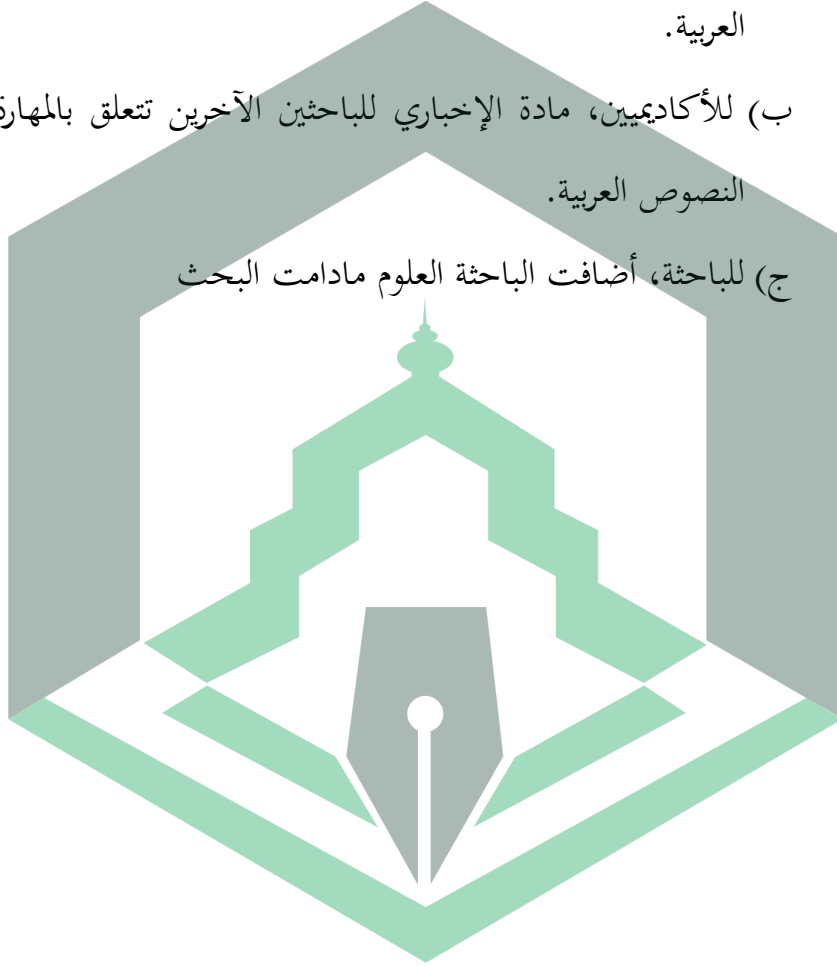 العربية.
ب) للأكاديميين، مادة الإخباري للباحثين الآخرين تتعلق بالمهارة
النصوص العربية.
ج) للباحثة، أضافت الباحثة العلوم مادامت البحث